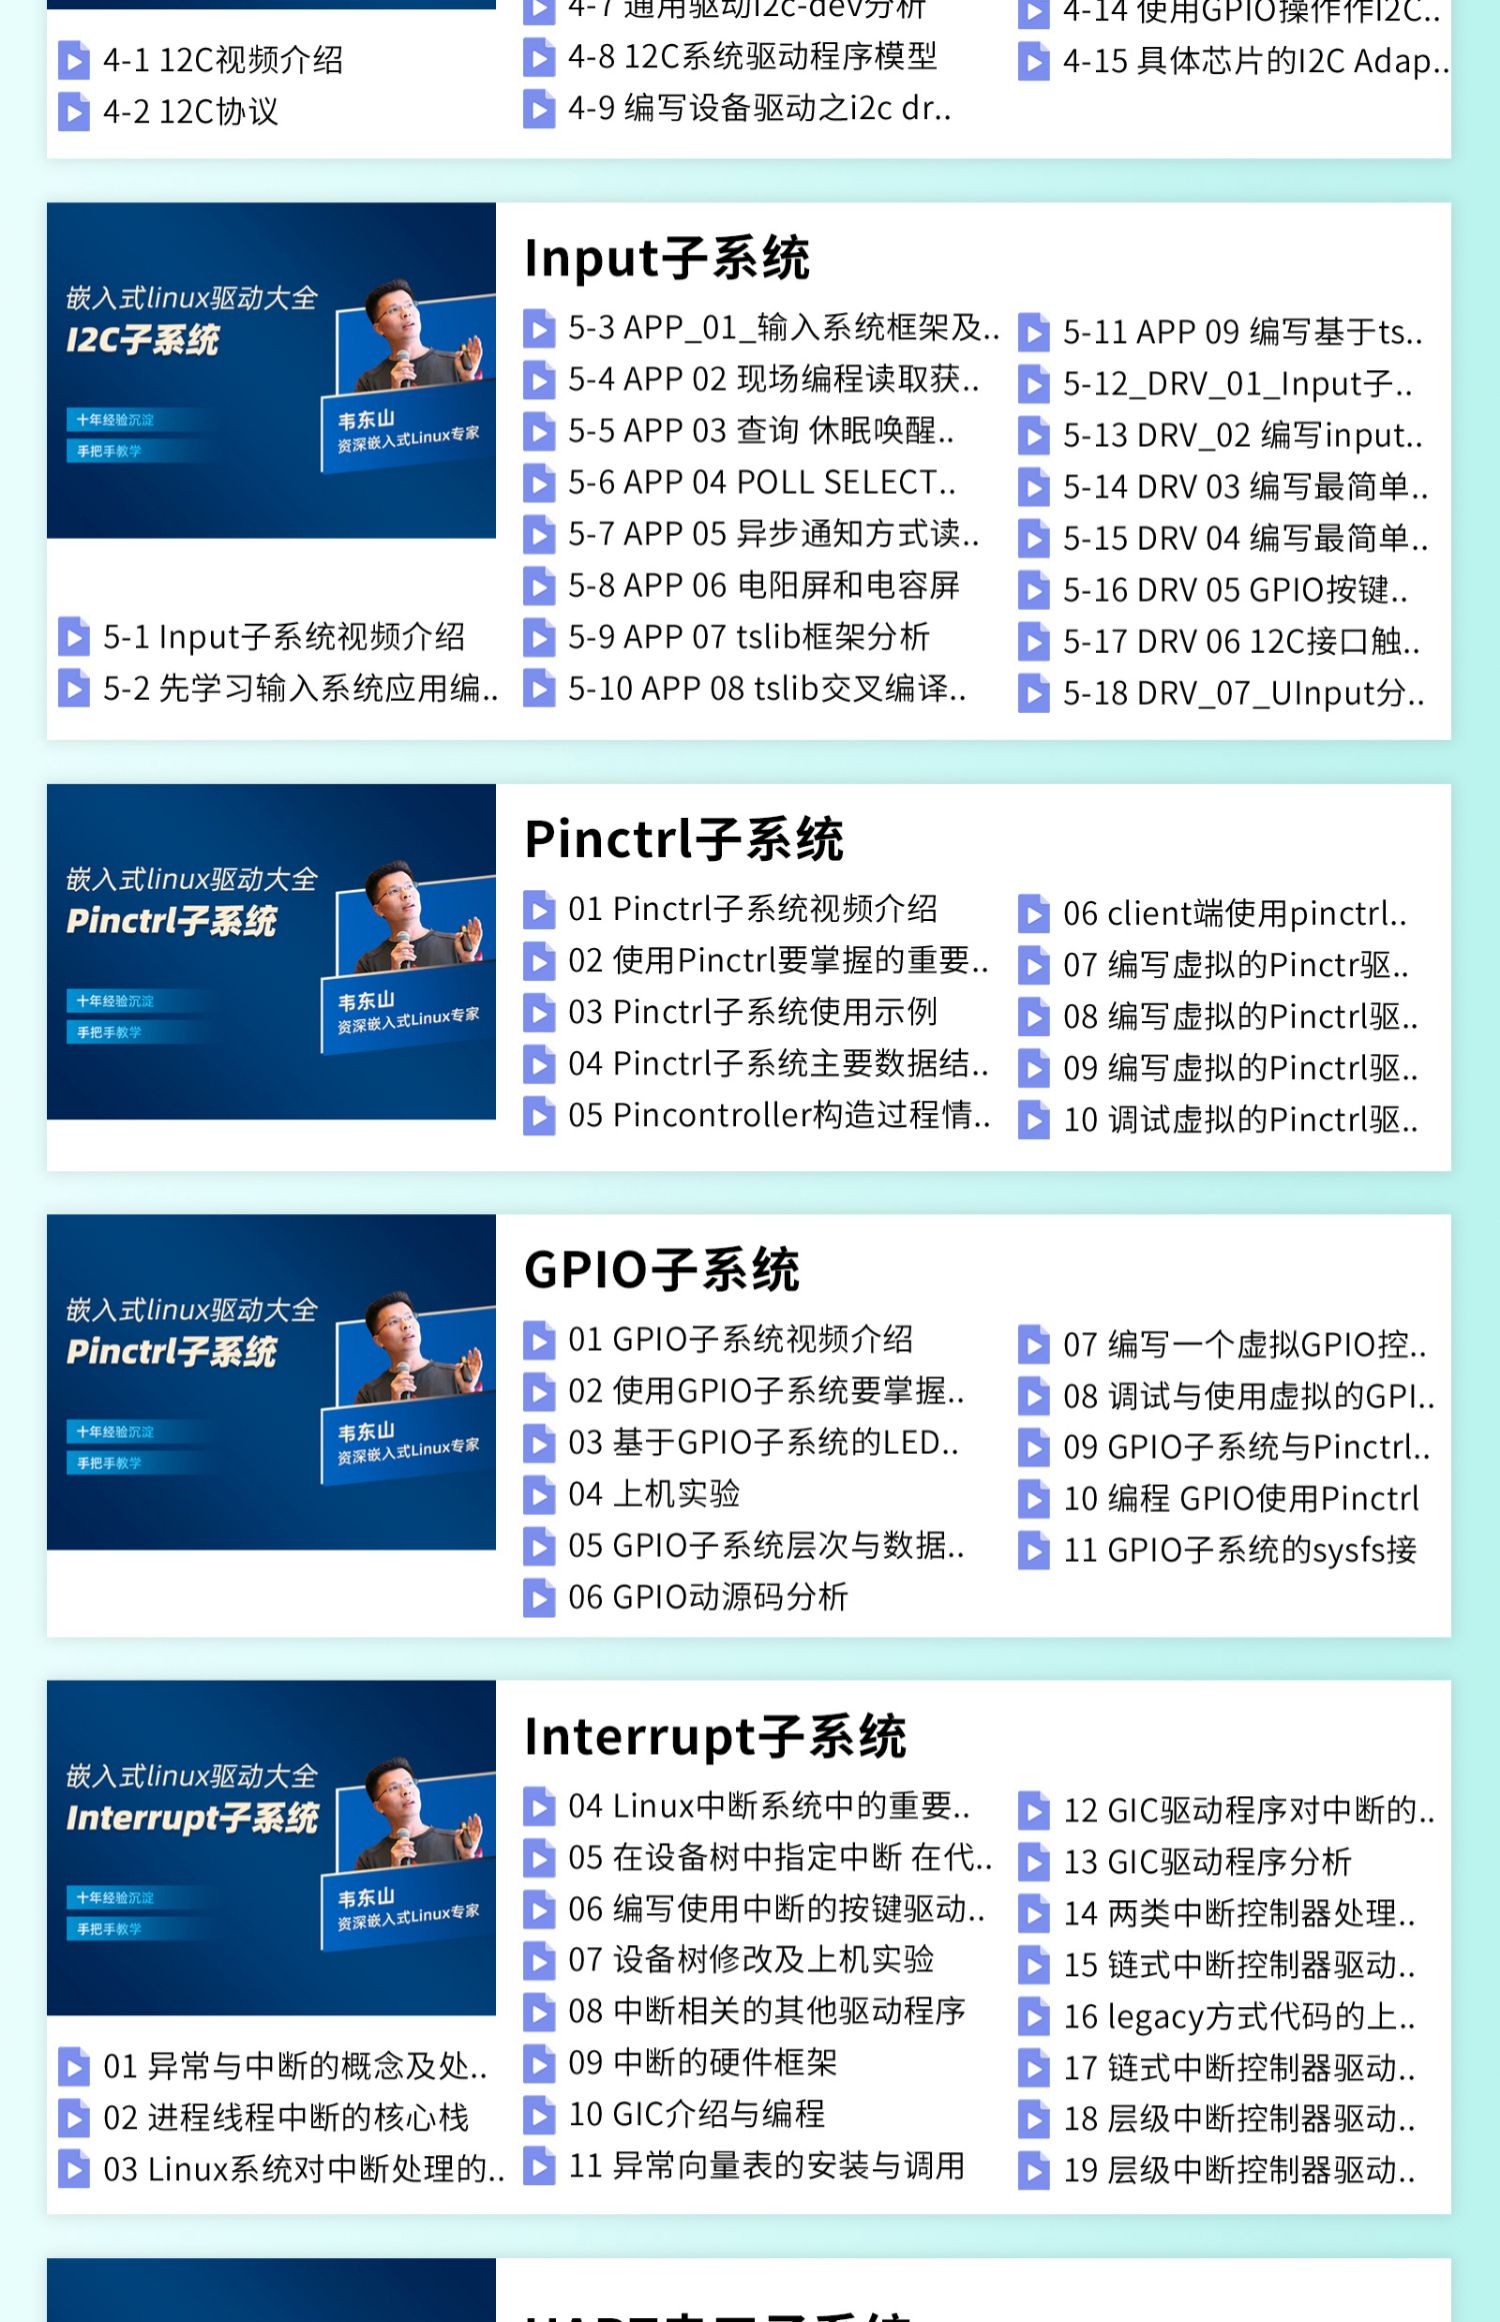 4-1 12C视频介绍
4-2 12C协议
4-7 通用驱动i2c-dev分析
4-8 12C系统驱动程序模型
4-9 编写设备驱动之i2c dr..
4-14 使用GPIO操作作I2C..
4-15 具体芯片的I2C Adap..
嵌入式linux驱动大全
I2C子系统
十年经验沉淀
手把手教学
韦东山
资深嵌入式Linux专家
5-1 Input子系统视频介绍
5-2 先学习输入系统应用编..
Input子系统
5-3 APP_01_输入系统框架及..
5-4 APP 02 现场编程读取获..
5-5 APP 03 查询 休眠唤醒..
5-6 APP 04 POLL SELECT..
5-7 APP 05 异步通知方式读..
5-8 APP 06 电阳屏和电容屏
5-9 APP 07 tslib框架分析
5-10 APP 08 tslib交叉编译..
5-11 APP 09 编写基于ts..
5-12_DRV_01_Input子..
5-13 DRV_02 编写input..
5-14 DRV 03 编写最简单..
5-15 DRV 04 编写最简单..
5-16 DRV 05 GPIO按键..
5-17 DRV 06 12C接口触..
5-18 DRV_07_UInput分..
嵌入式linux驱动大全
Pinctrl子系统
十年经验沉淀
手把手教学
韦东山
资深嵌入式Linux专家
Pinctrl子系统
01 Pinctrl子系统视频介绍
02 使用Pinctrl要掌握的重要..
03 Pinctrl子系统使用示例
04 Pinctrl子系统主要数据结..
05 Pincontroller构造过程情..
06 client端使用pinctrl..
07 编写虚拟的Pinctr驱..
08 编写虚拟的Pinctrl驱..
09 编写虚拟的Pinctrl驱..
10 调试虚拟的Pinctrl驱..
嵌入式linux驱动大全
Pinctrl子系统
十年经验沉淀
手把手教学
韦东山
资深嵌入式Linux专家
GPIO子系统
01 GPIO子系统视频介绍
02 使用GPIO子系统要掌握..
03 基于GPIO子系统的LED..
04 上机实验
05 GPIO子系统层次与数据..
06 GPIO动源码分析
07 编写一个虚拟GPIO控..
08 调试与使用虚拟的GPI..
09 GPIO子系统与Pinctrl..
10 编程 GPIO使用Pinctrl
11 GPIO子系统的sysfs接
嵌入式linux驱动大全
Interrupt子系统
十年经验沉淀
手把手教学
韦东山
资深嵌入式Linux专家
01 异常与中断的概念及处..
02 进程线程中断的核心栈
03 Linux系统对中断处理的..
Interrupt子系统
04 Linux中断系统中的重要..
05 在设备树中指定中断 在代..
06 编写使用中断的按键驱动..
07 设备树修改及上机实验
08 中断相关的其他驱动程序
09 中断的硬件框架
10 GIC介绍与编程
11 异常向量表的安装与调用
12 GIC驱动程序对中断的..
13 GIC驱动程序分析
14 两类中断控制器处理..
15 链式中断控制器驱动..
16 legacy方式代码的上..
17 链式中断控制器驱动..
18 层级中断控制器驱动..
19 层级中断控制器驱动..